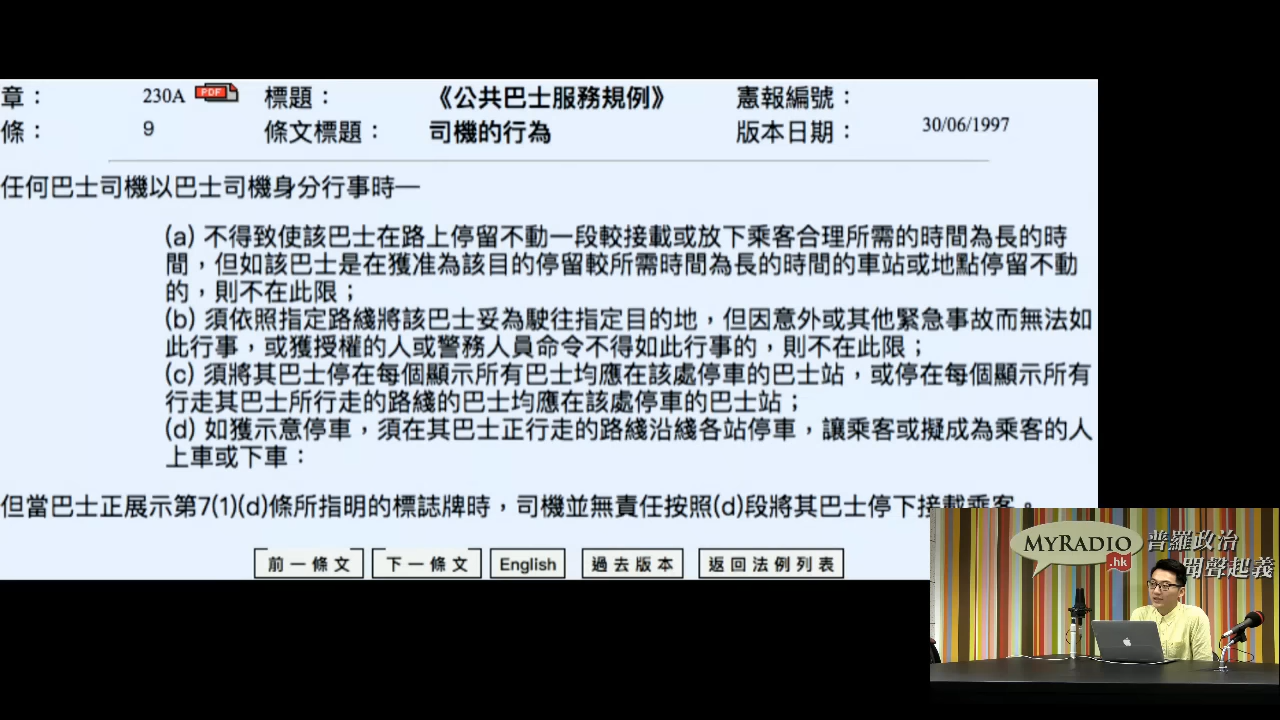 章： 230A PDF 標題： 《公共巴士服務規例》 憲報編號：
條： 9 條文標題： 司機的行為 版本日期： 30/06/1997
任何巴士司機以巴士司機身分行事時—
(a) 不得致使該巴士在路上停留不動一段較接載或放下乘客合理所需的時間為長的時
間，但如該巴士是在獲准為該目的停留較所需時間為長的時間的車站或地點停留不動
的，則不在此限；
(b) 須依照指定路綫將該巴士妥為駛往指定目的地，但因意外或其他緊急事故而無法如
此行事，或獲授權的人或警務人員命令不得如此行事的，則不在此限；
(c) 須將其巴士停在每個顯示所有巴士均應在該處停車的巴士站，或停在每個顯示所有
行走其巴士所行走的路綫的巴士均應在該處停車的巴士站；
(d) 如獲示意停車，須在其巴士正行走的路綫沿綫各站停車，讓乘客或擬成為乘客的人
上車或下車：
但當巴士正展示第7(1)(d)條所指明的標誌牌時，司機並無責任按照(d)段將其巴士停下接載乘客。
前一條文 下一條文 English 過去版本 返回法例列表
MYRADIO
.hk
普羅政治
聞聲起義